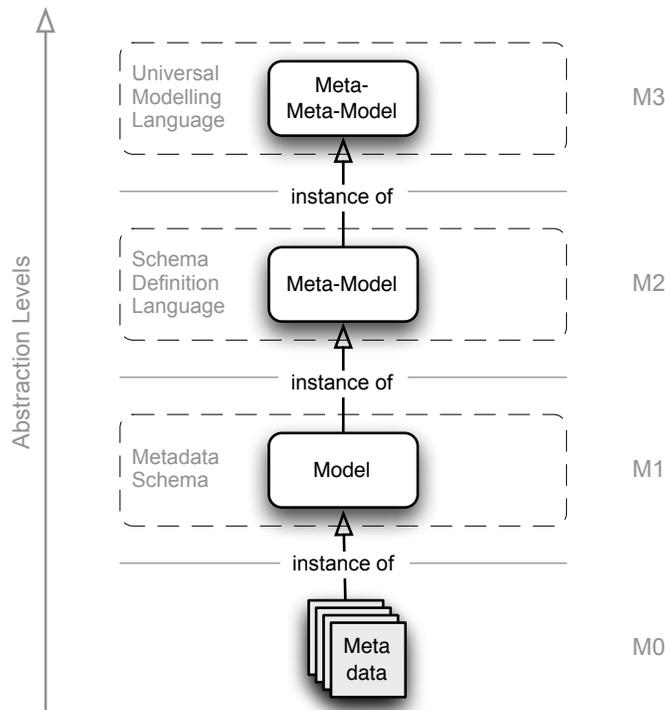 Universal
Modelling
Language
Meta-
Meta-Model
M3
instance of
Schema
Definition
Language
Meta-Model
M2
Abstraction Levels
instance of
Metadata
Schema
Model
M1
instance of
Meta
data
M0